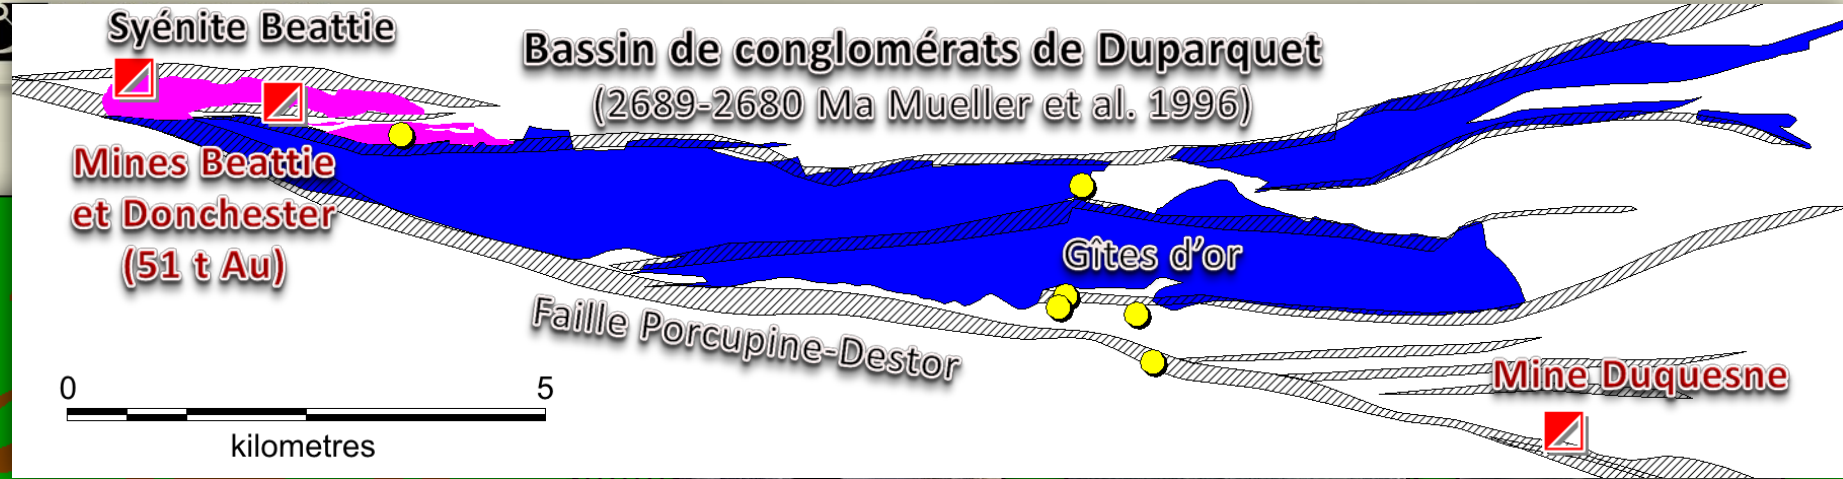 Syénite Beattie
Bassin de conglomérats de Duparquet
(2689-2680 Ma Mueller et al. 1996)
Mines Beattie
et Donchester
(51 t Au)
Gîtes d'or
Faille Porcupine-Destor
Mine Duquesne
0 5
kilometres